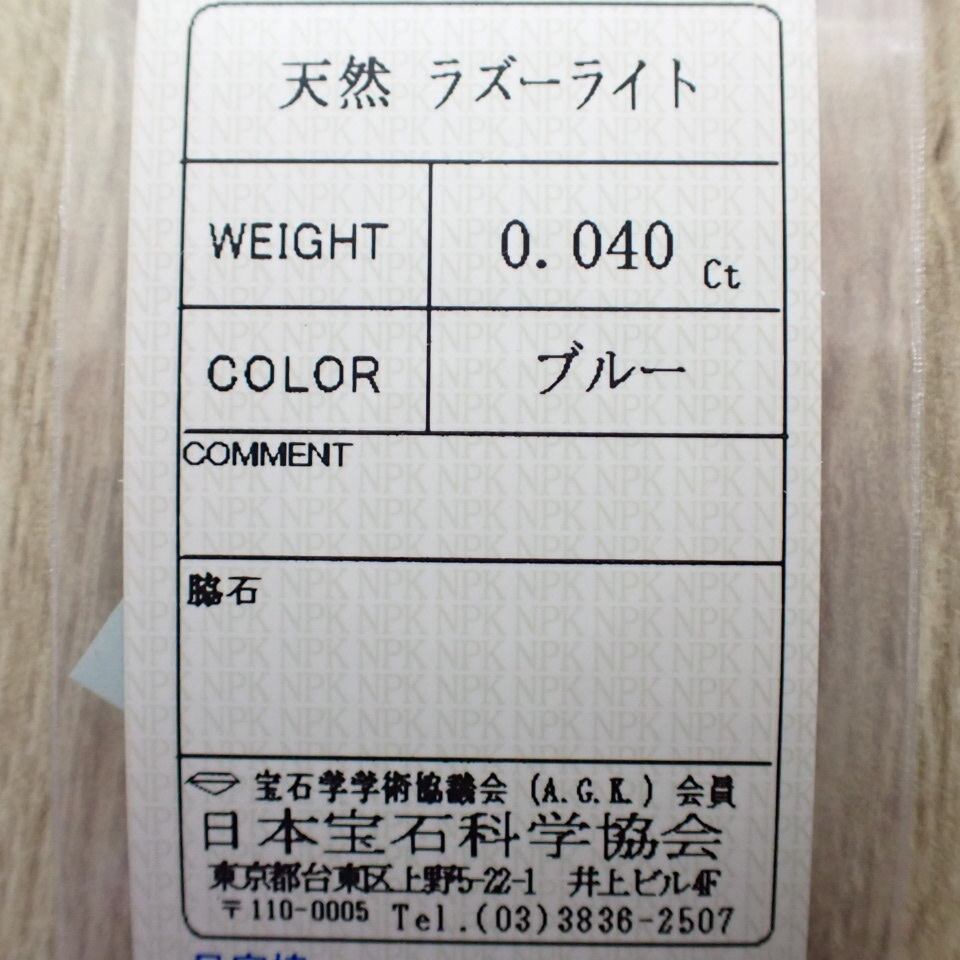 天然 ラズーライト
WEIGHT 0.040 Ct
COLOR ブルー
COMMENT
脇石
宝石学学術協議会 (A.G.K.) 会員
日本宝石科学協会
東京都台東区上野5-22-1 井上ビル4F
〒110-0005 Tel.(03)3836-2507